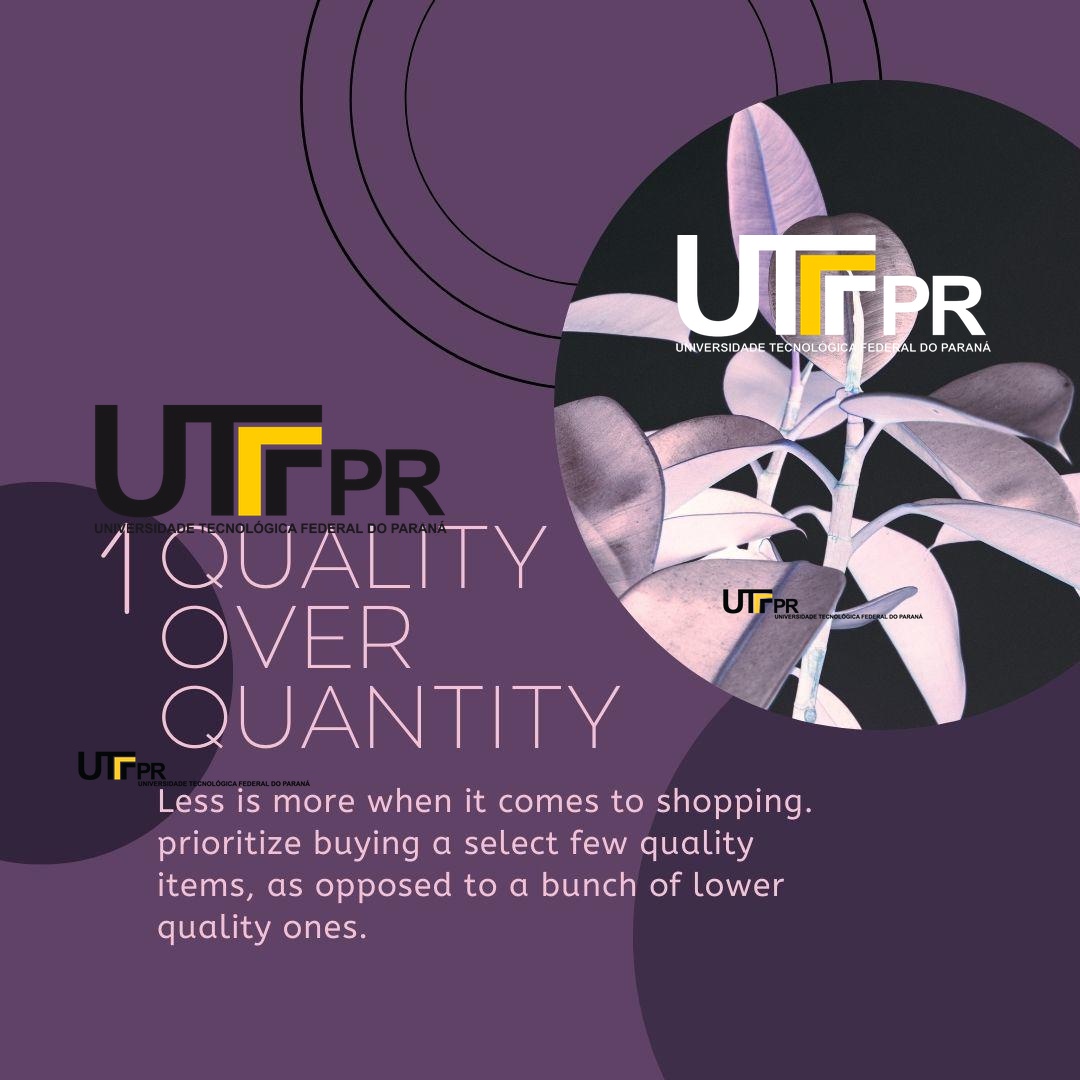 UTFPR
UNIVERSIDADE TECNOLÓGICA FEDERAL DO PARANÁ
UTFPR
UNIVERSIDADE TECNOLÓGICA FEDERAL DO PARANÁ
1 QUALITY
OVER
QUANTITY
UTFPR
UNIVERSIDADE TECNOLÓGICA FEDERAL DO PARANÁ
UTFPR
UNIVERSIDADE TECNOLÓGICA FEDERAL DO PARANÁ
Less is more when it comes to shopping.
prioritize buying a select few quality
items, as opposed to a bunch of lower
quality ones.